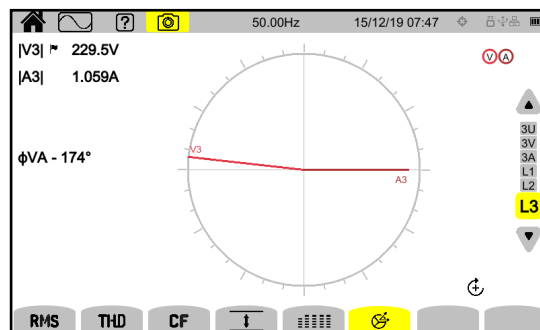 ? 50.00Hz 15/12/19 07:47
|V3| 229.5V
|A3| 1.059A
V A
3U
3V
3A
L1
L2
L3
ϕVA - 174°
V3
A3
RMS THD CF